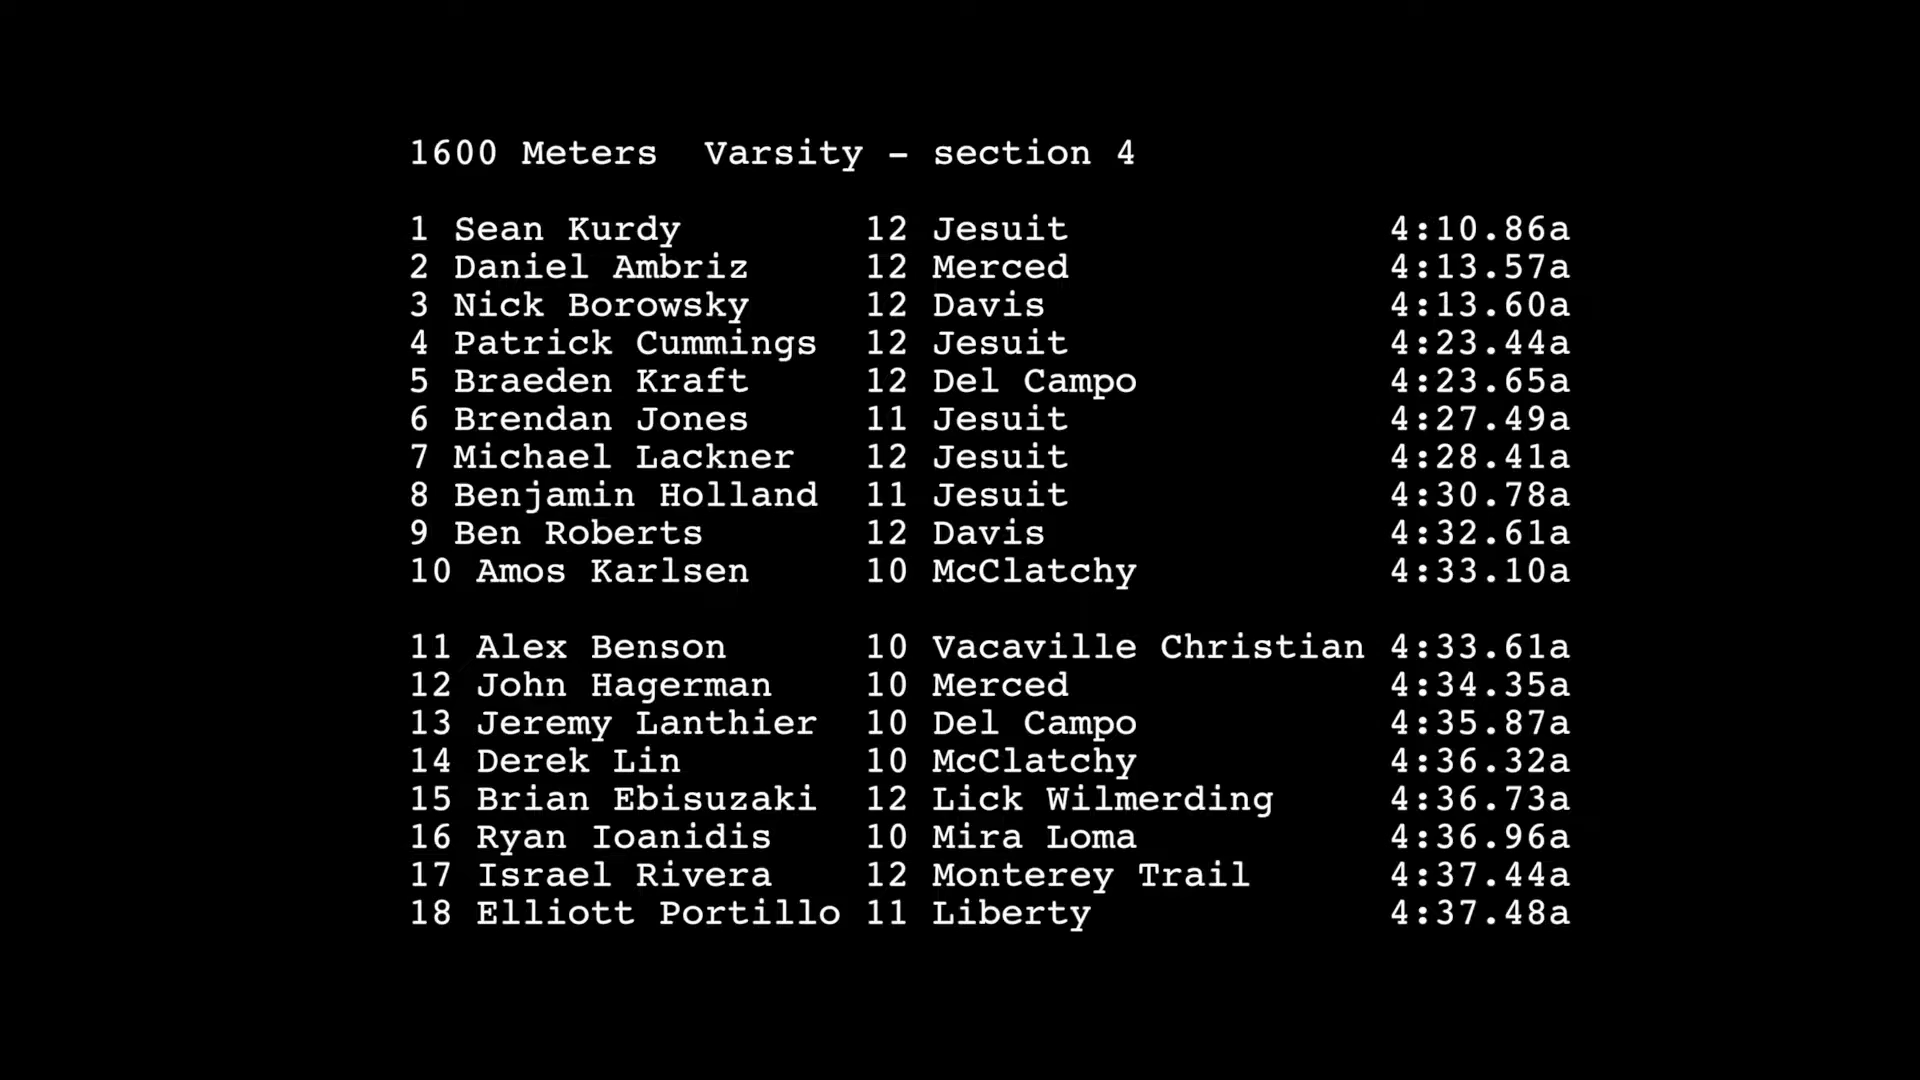 1600 Meters  Varsity - section 4
1 Sean Kurdy 12 Jesuit 4:10.86a
2 Daniel Ambriz 12 Merced 4:13.57a
3 Nick Borowsky 12 Davis 4:13.60a
4 Patrick Cummings 12 Jesuit 4:23.44a
5 Braeden Kraft 12 Del Campo 4:23.65a
6 Brendan Jones 11 Jesuit 4:27.49a
7 Michael Lackner 12 Jesuit 4:28.41a
8 Benjamin Holland 11 Jesuit 4:30.78a
9 Ben Roberts 12 Davis 4:32.61a
10 Amos Karlsen 10 McClatchy 4:33.10a
11 Alex Benson 10 Vacaville Christian 4:33.61a
12 John Hagerman 10 Merced 4:34.35a
13 Jeremy Lanthier 10 Del Campo 4:35.87a
14 Derek Lin 10 McClatchy 4:36.32a
15 Brian Ebisuzaki 12 Lick Wilmerding 4:36.73a
16 Ryan Ioanidis 10 Mira Loma 4:36.96a
17 Israel Rivera 12 Monterey Trail 4:37.44a
18 Elliott Portillo 11 Liberty 4:37.48a